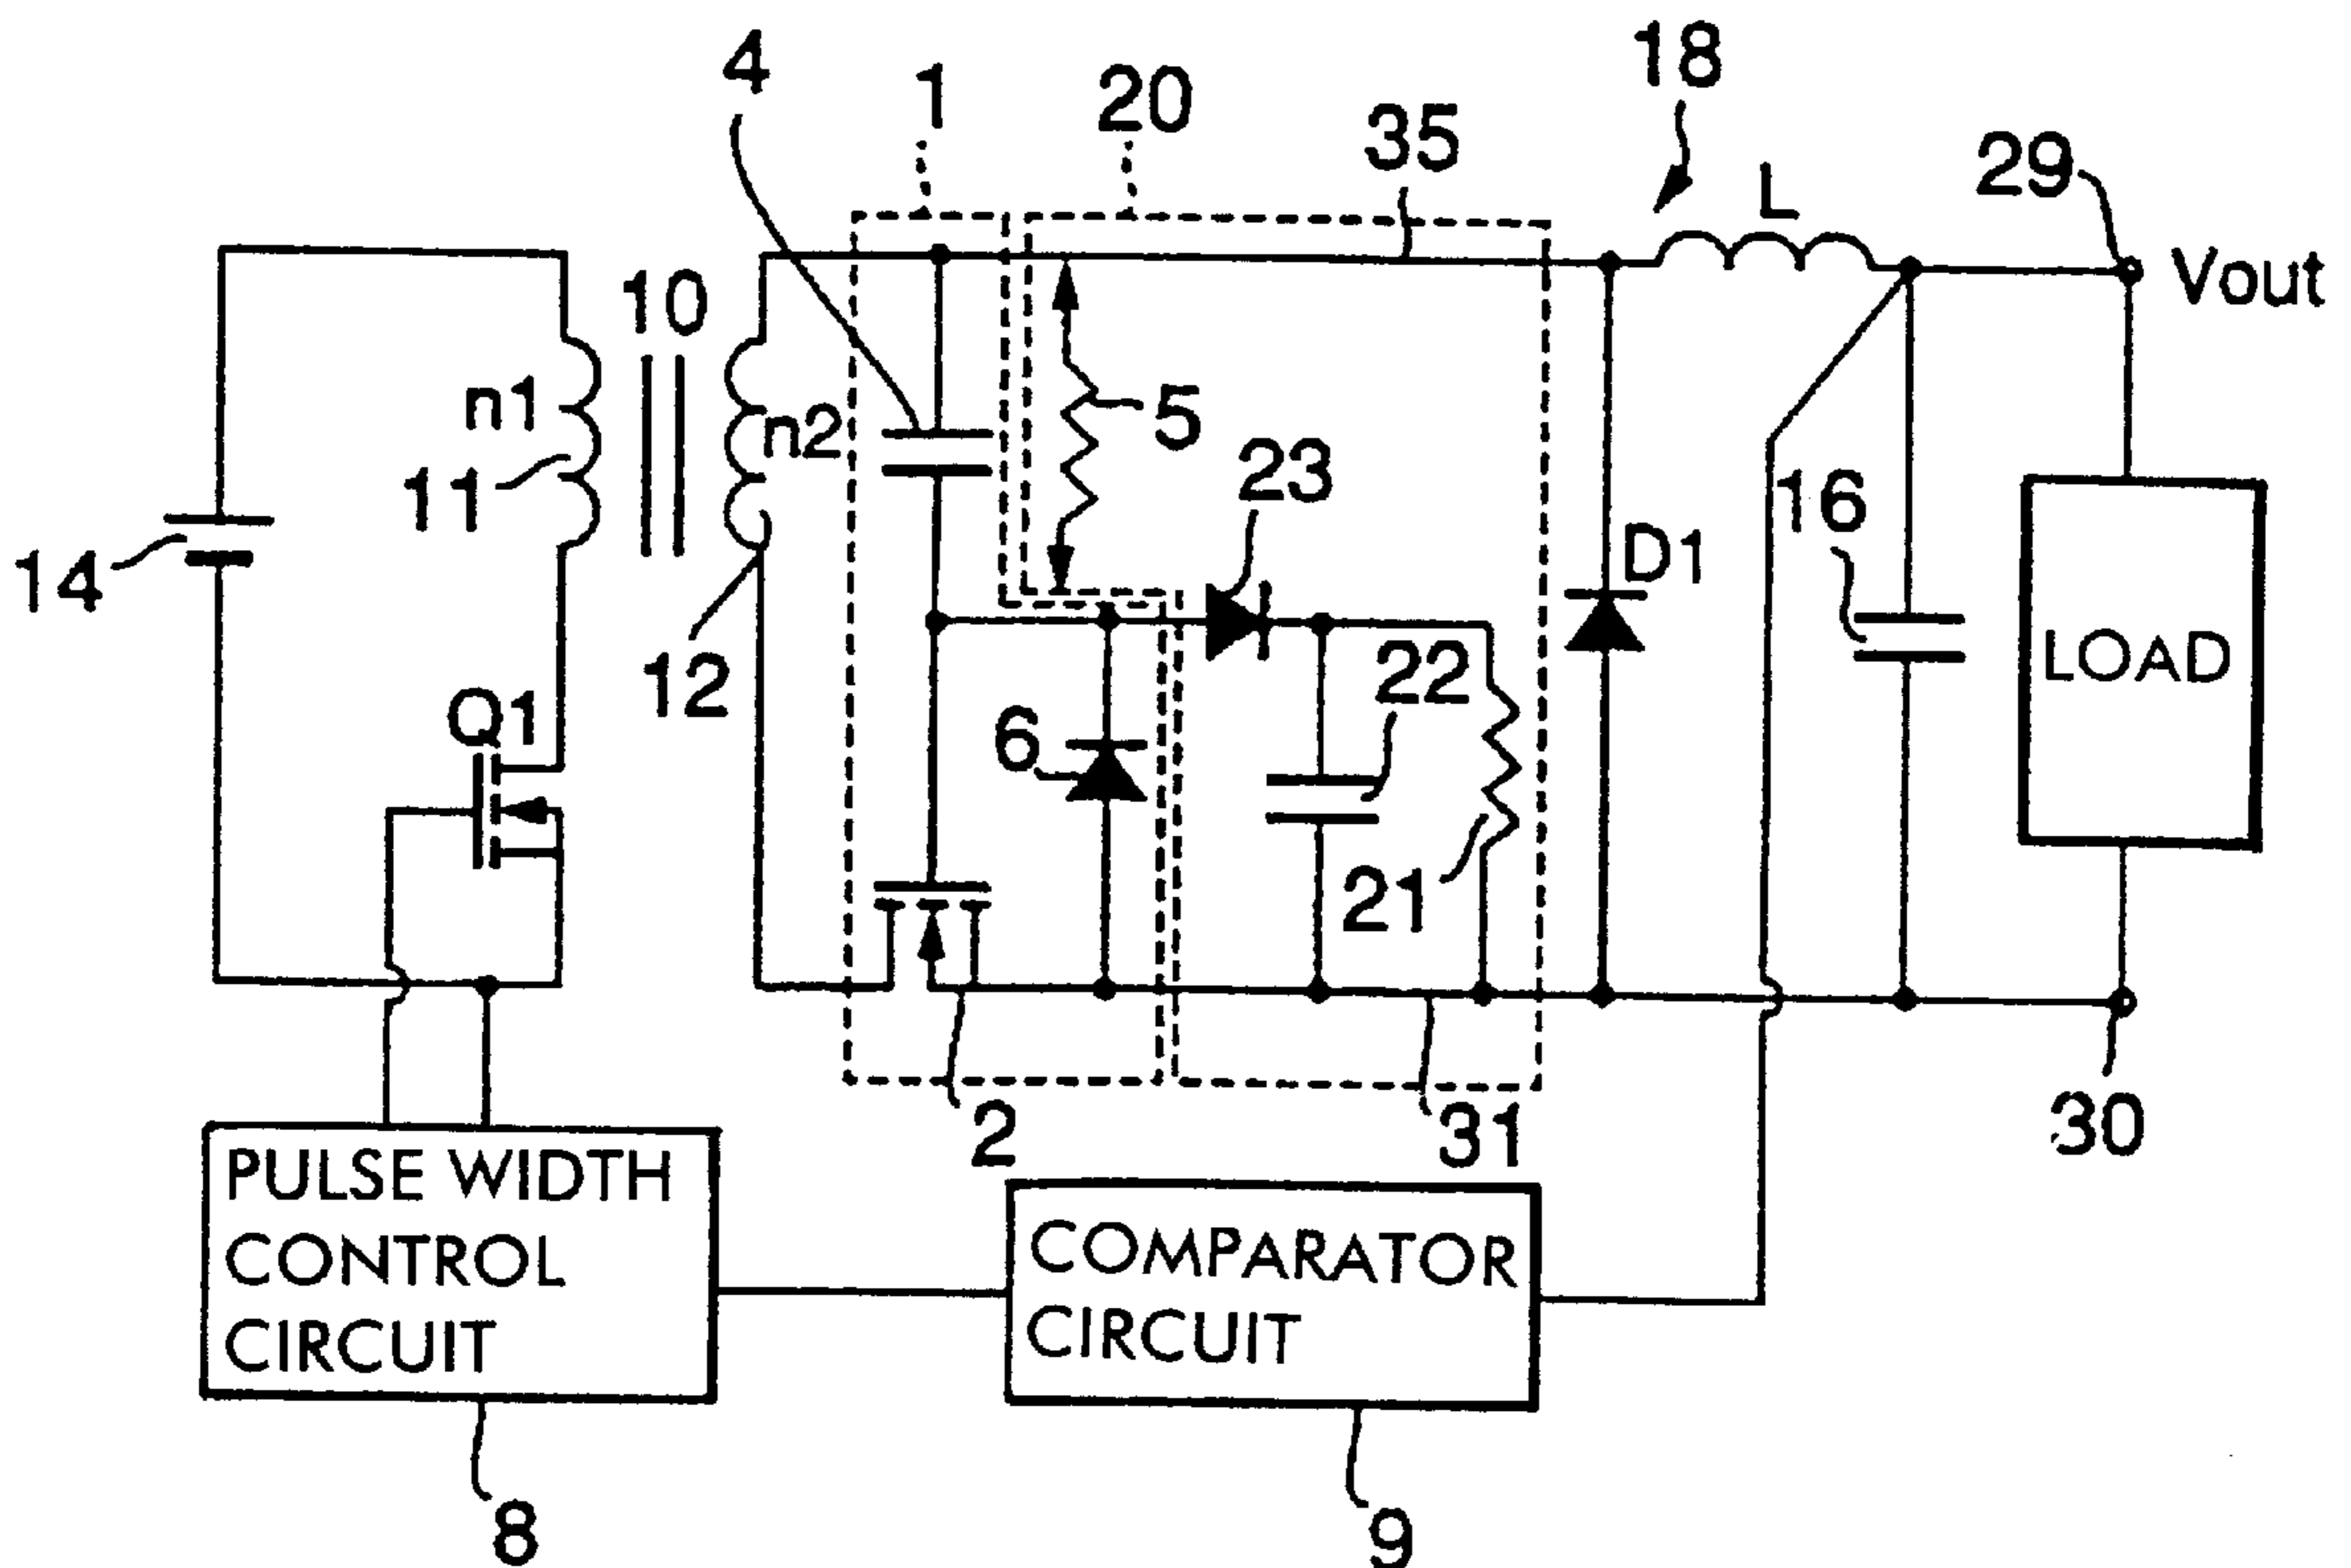 4
1
20
18
35
L
29
Vout
10
n1
n2
5
11
23
16
D1
14
LOAD
12
22
Q1
6
21
2
31
30
PULSE WIDTH
CONTROL
CIRCUIT
COMPARATOR
CIRCUIT
8
9